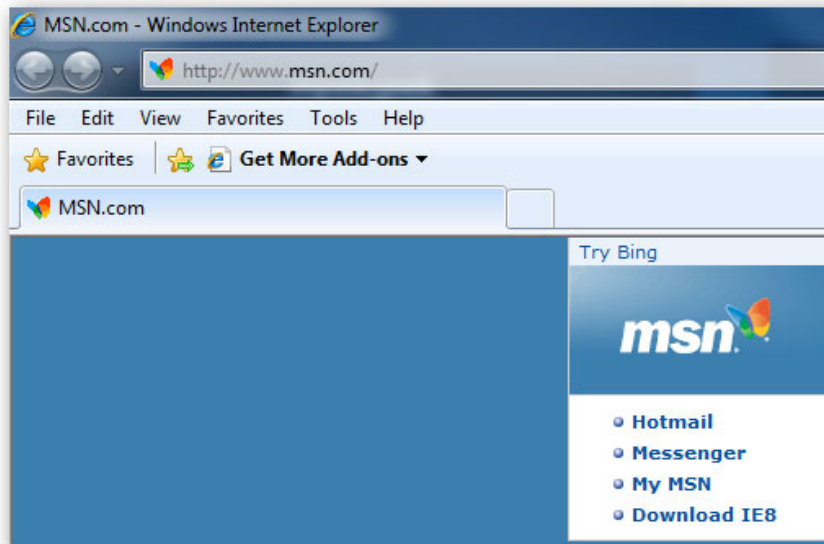 MSN.com - Windows Internet Explorer
http://www.msn.com/
File Edit View Favorites Tools Help
Favorites Get More Add-ons
MSN.com
Try Bing
msn
Hotmail
Messenger
My MSN
Download IE8